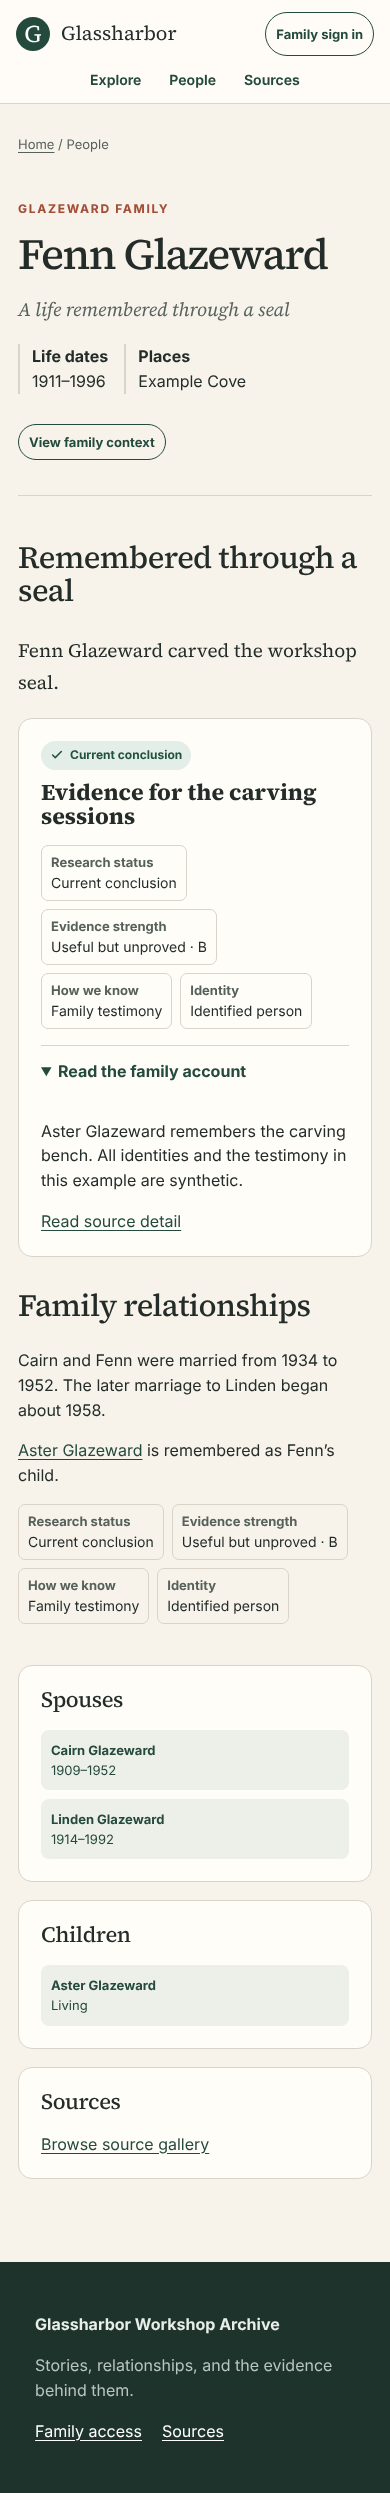 G Glassharbor
Family sign in
Explore People Sources
Home / People
GLAZEWARD FAMILY
Fenn Glazeward
A life remembered through a seal
Life dates
1911–1996
Places
Example Cove
View family context
Remembered through a
seal
Fenn Glazeward carved the workshop
seal.
Current conclusion
Evidence for the carving
sessions
Research status
Current conclusion
Evidence strength
Useful but unproved · B
How we know
Family testimony
Identity
Identified person
Read the family account
Aster Glazeward remembers the carving
bench. All identities and the testimony in
this example are synthetic.
Read source detail
Family relationships
Cairn and Fenn were married from 1934 to
1952. The later marriage to Linden began
about 1958.
Aster Glazeward is remembered as Fenn’s
child.
Research status
Current conclusion
Evidence strength
Useful but unproved · B
How we know
Family testimony
Identity
Identified person
Spouses
Cairn Glazeward
1909–1952
Linden Glazeward
1914–1992
Children
Aster Glazeward
Living
Sources
Browse source gallery
Glassharbor Workshop Archive
Stories, relationships, and the evidence
behind them.
Family access Sources